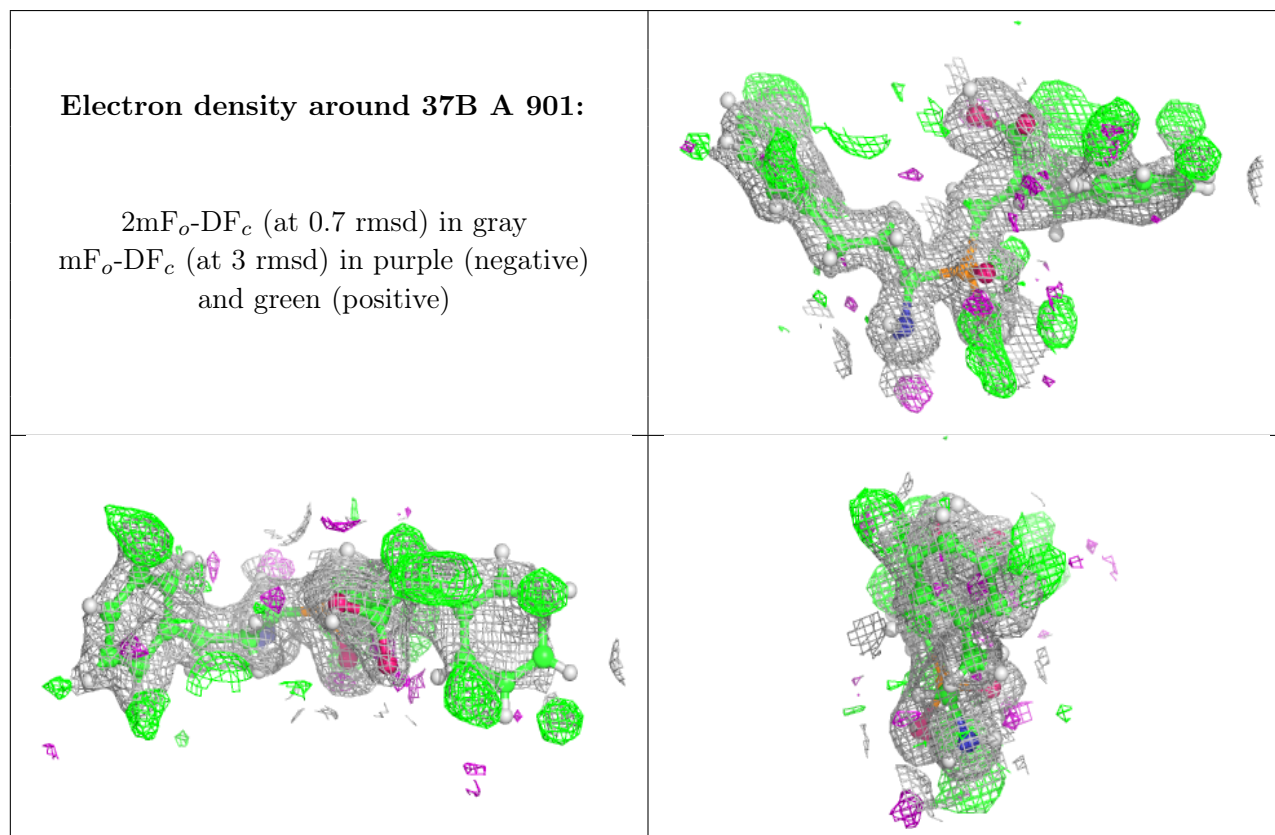 Electron density around 37B A 901:
2mFo-DFc (at 0.7 rmsd) in gray
mFo-DFc (at 3 rmsd) in purple (negative)
and green (positive)